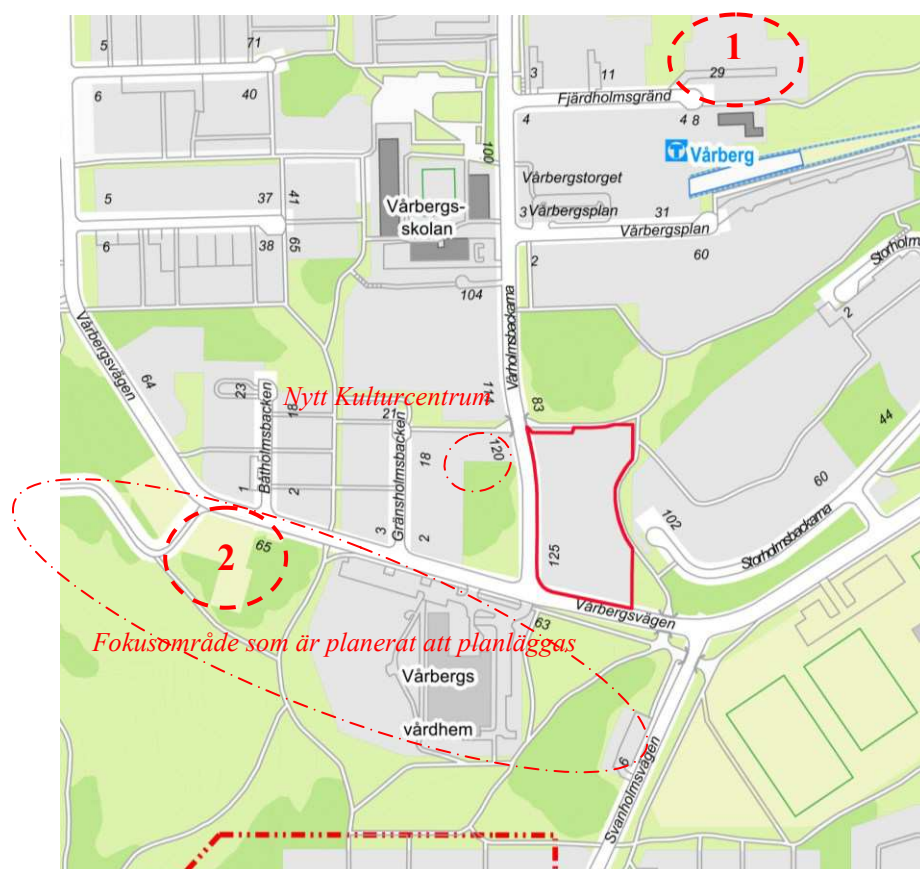 5
71
1
3
11
29
6
40
Fjärdholmsgränd
4
4 8
100
T Vårberg
Vårbergstorget
5
37
41
Vårbergs-
skolan
3
Vårbergsplan
31
Vårbergsplan
6
38
65
2
60
Storholm
104
2
Vårbergsvägen
Vårholmsbackarna
64
23
Båtholmsbacken
18
Nytt Kulturcentrum
114
83
21
Gränsholmsbacken
18
120
44
60
1
2
102
Storholmsbackarna
3
2
125
2
65
Vårbergsvägen
63
Fokusområde som är planerat att planläggas
Vårbergs
vårdhem
6
Svanholmsvägen